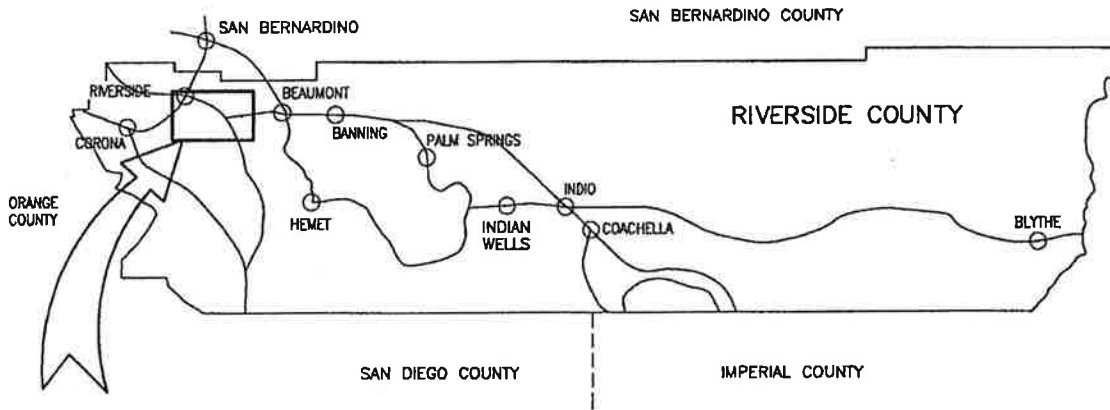 SAN BERNARDINO COUNTY
SAN BERNARDINO
RIVERSIDE
BEAUMONT
RIVERSIDE COUNTY
CORONA
BANNING
PALM SPRINGS
ORANGE
COUNTY
HEMET
INDIAN
WELLS
INDIO
COACHELLA
BLYTHE
SAN DIEGO COUNTY
IMPERIAL COUNTY